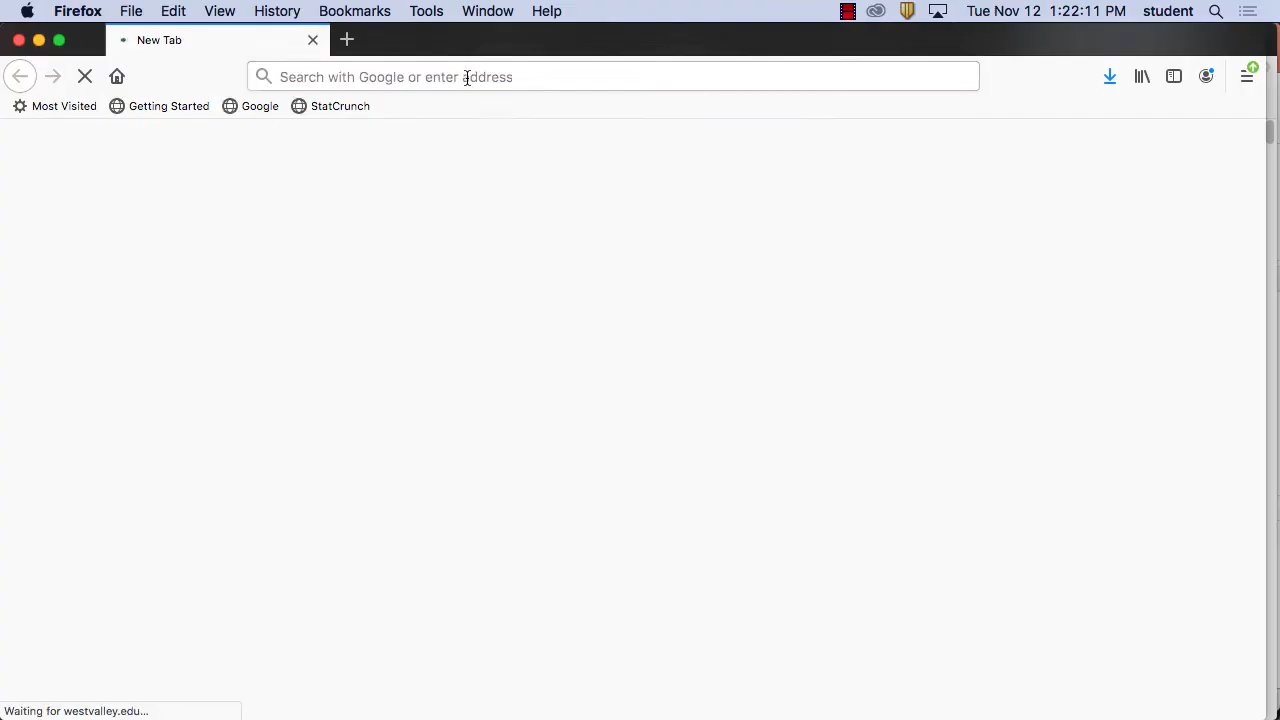 Firefox File Edit View History Bookmarks Tools Window Help Tue Nov 12 1:22:11 PM student
New Tab
Search with Google or enter address
Most Visited Getting Started Google StatCrunch
Waiting for westvalley.edu...